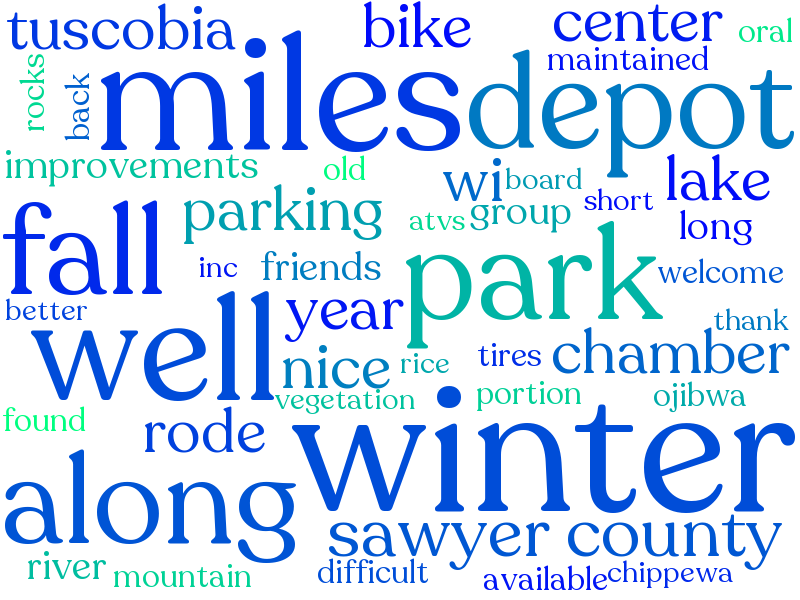 tuscobia
bike
center
oral
rocks
back
miles
maintained
depot
improvements
old
wi
board
lake
fall
parking
atvs
group
short
long
inc
friends
park
welcome
better
well
year
thank
nice
rice
tires
chamber
vegetation
portion
ojibwa
found
rode
winter
along
sawyer county
river
mountain
difficult
available
chippewa